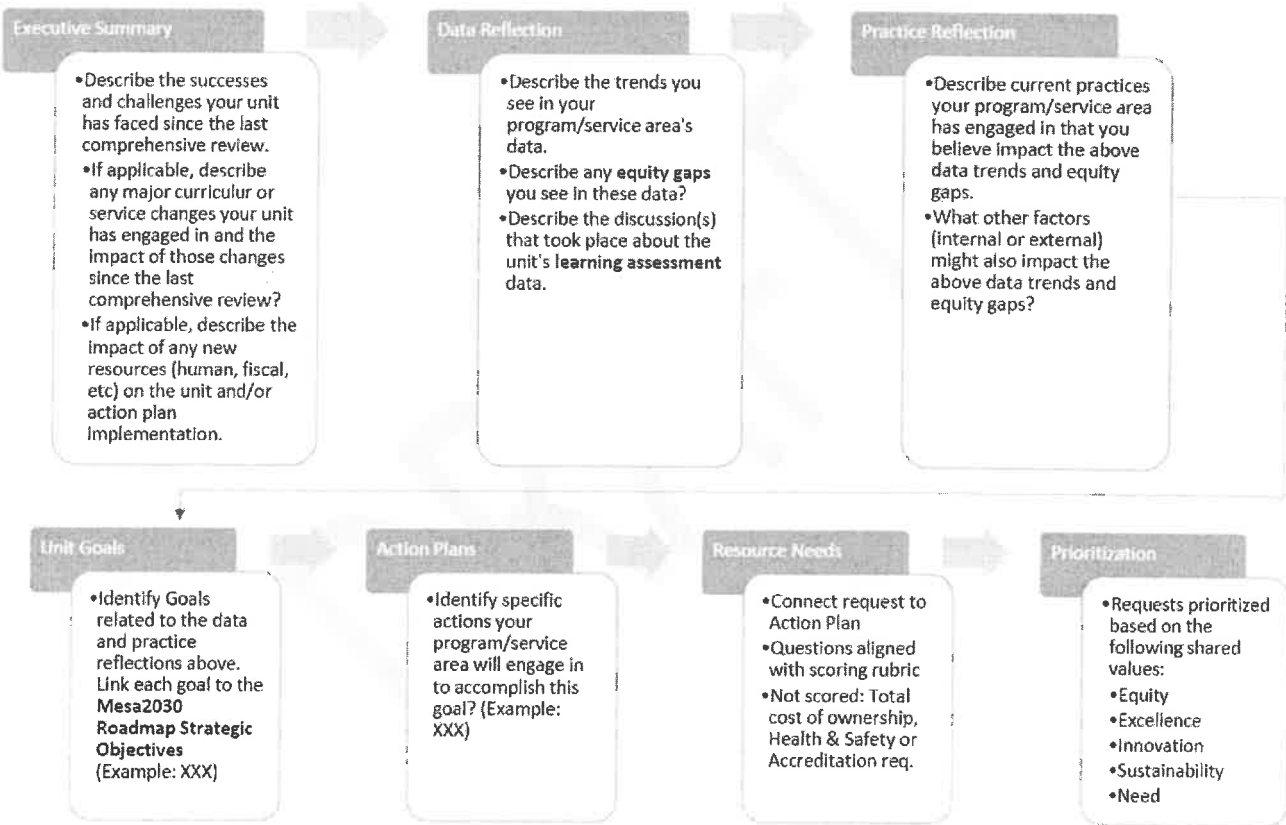 Executive Summary
•Describe the successes
and challenges your unit
has faced since the last
comprehensive review.
•If applicable, describe
any major curriculur or
service changes your unit
has engaged in and the
impact of those changes
since the last
comprehensive review?
•If applicable, describe the
impact of any new
resources (human, fiscal,
etc) on the unit and/or
action plan
implementation.
Data Reflection
•Describe the trends you
see in your
program/service area's
data.
•Describe any equity gaps
you see in these data?
•Describe the discussion(s)
that took place about the
unit's learning assessment
data.
Practice Reflection
•Describe current practices
your program/service area
has engaged in that you
believe impact the above
data trends and equity
gaps.
•What other factors
(internal or external)
might also impact the
above data trends and
equity gaps?
Unit Goals
•Identify Goals
related to the data
and practice
reflections above.
Link each goal to the
Mesa2030
Roadmap Strategic
Objectives
(Example: XXX)
Action Plans
•Identify specific
actions your
program/service
area will engage in
to accomplish this
goal? (Example:
XXX)
Resource Needs
•Connect request to
Action Plan
•Questions aligned
with scoring rubric
•Not scored: Total
cost of ownership,
Health & Safety or
Accreditation req.
Prioritization
•Requests prioritized
based on the
following shared
values:
•Equity
•Excellence
•Innovation
•Sustainability
•Need